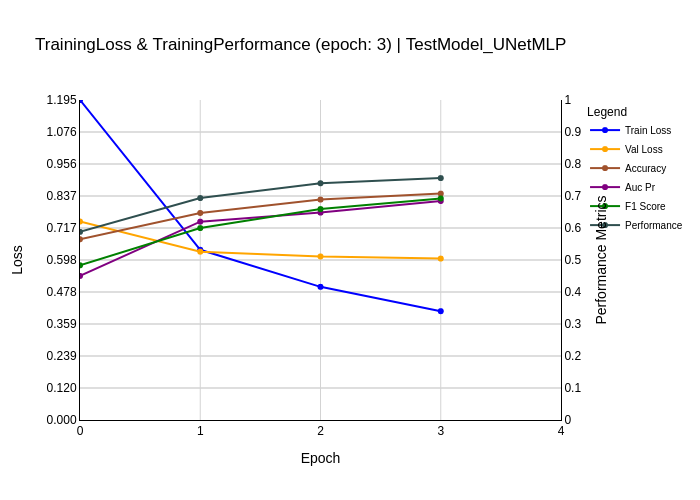 TrainingLoss & TrainingPerformance (epoch: 3) | TestModel_UNetMLP
1.195
1.076
0.956
0.837
0.717
0.598
0.478
0.359
0.239
0.120
0.000
Loss
0
1
2
3
4
Epoch
1
0.9
0.8
0.7
0.6
0.5
0.4
0.3
0.2
0.1
0
Performance Metrics
Legend
Train Loss
Val Loss
Accuracy
Auc Pr
F1 Score
Performance